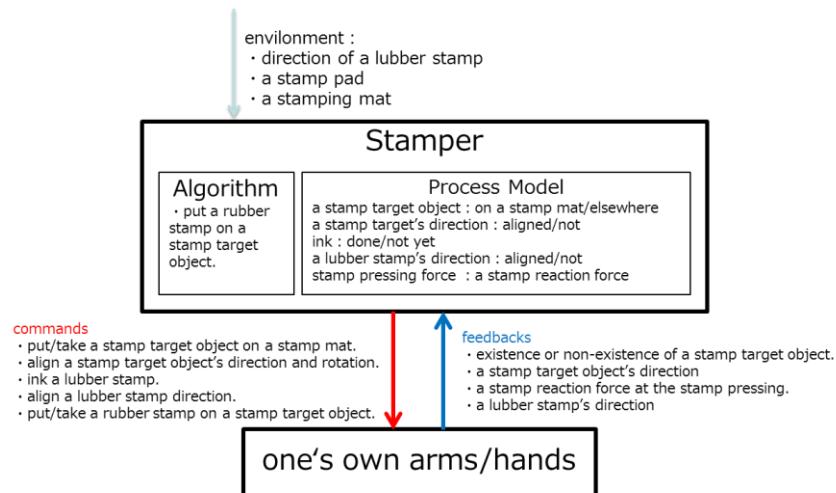 envilonment :
・direction of a lubber stamp
・a stamp pad
・a stamping mat
Stamper
Algorithm
・put a rubber
stamp on a
stamp target
object.
Process Model
a stamp target object : on a stamp mat/elsewhere
a stamp target's direction : aligned/not
ink : done/not yet
a lubber stamp's direction : aligned/not
stamp pressing force : a stamp reaction force
commands
・put/take a stamp target object on a stamp mat.
・align a stamp target object's direction and rotation.
・ink a lubber stamp.
・align a lubber stamp direction.
・put/take a rubber stamp on a stamp target object.
feedbacks
・existence or non-existence of a stamp target object.
・a stamp target object's direction
・a stamp reaction force at the stamp pressing.
・a lubber stamp's direction
one's own arms/hands